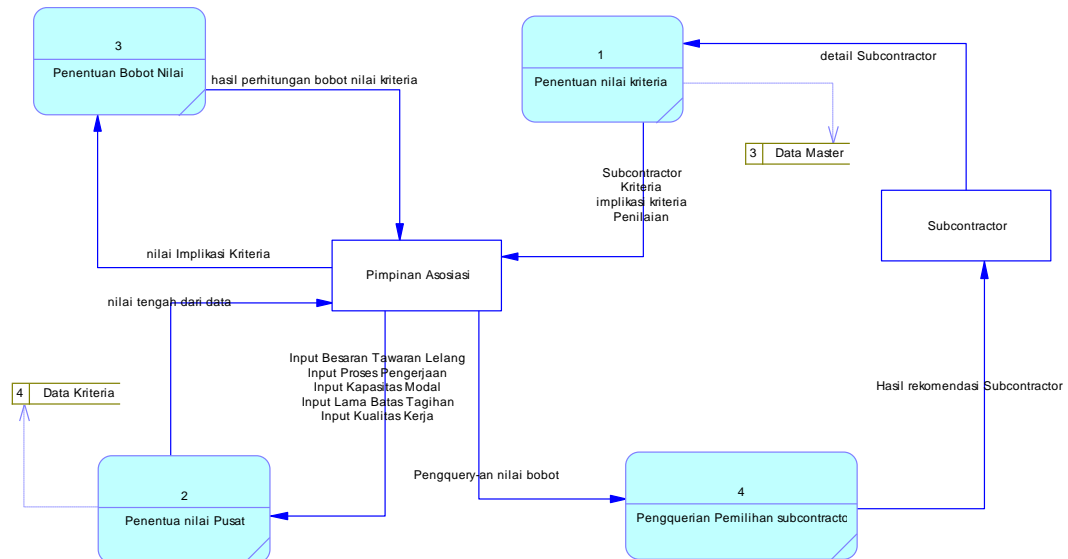 3
Penentuan Bobot Nilai
hasil perhitungan bobot nilai kriteria
1
Penentuan nilai kriteria
detail Subcontractor
3 Data Master
Subcontractor
Kriteria
implikasi kriteria
Penilaian
Subcontractor
nilai Implikasi Kriteria
Pimpinan Asosiasi
nilai tengah dari data
Input Besaran Tawaran Lelang
Input Proses Pengerjaan
Input Kapasitas Modal
Input Lama Batas Tagihan
Input Kualitas Kerja
4 Data Kriteria
Hasil rekomendasi Subcontractor
Pengquery-an nilai bobot
2
Penentua nilai Pusat
4
Pengquerian Pemilihan subcontractc